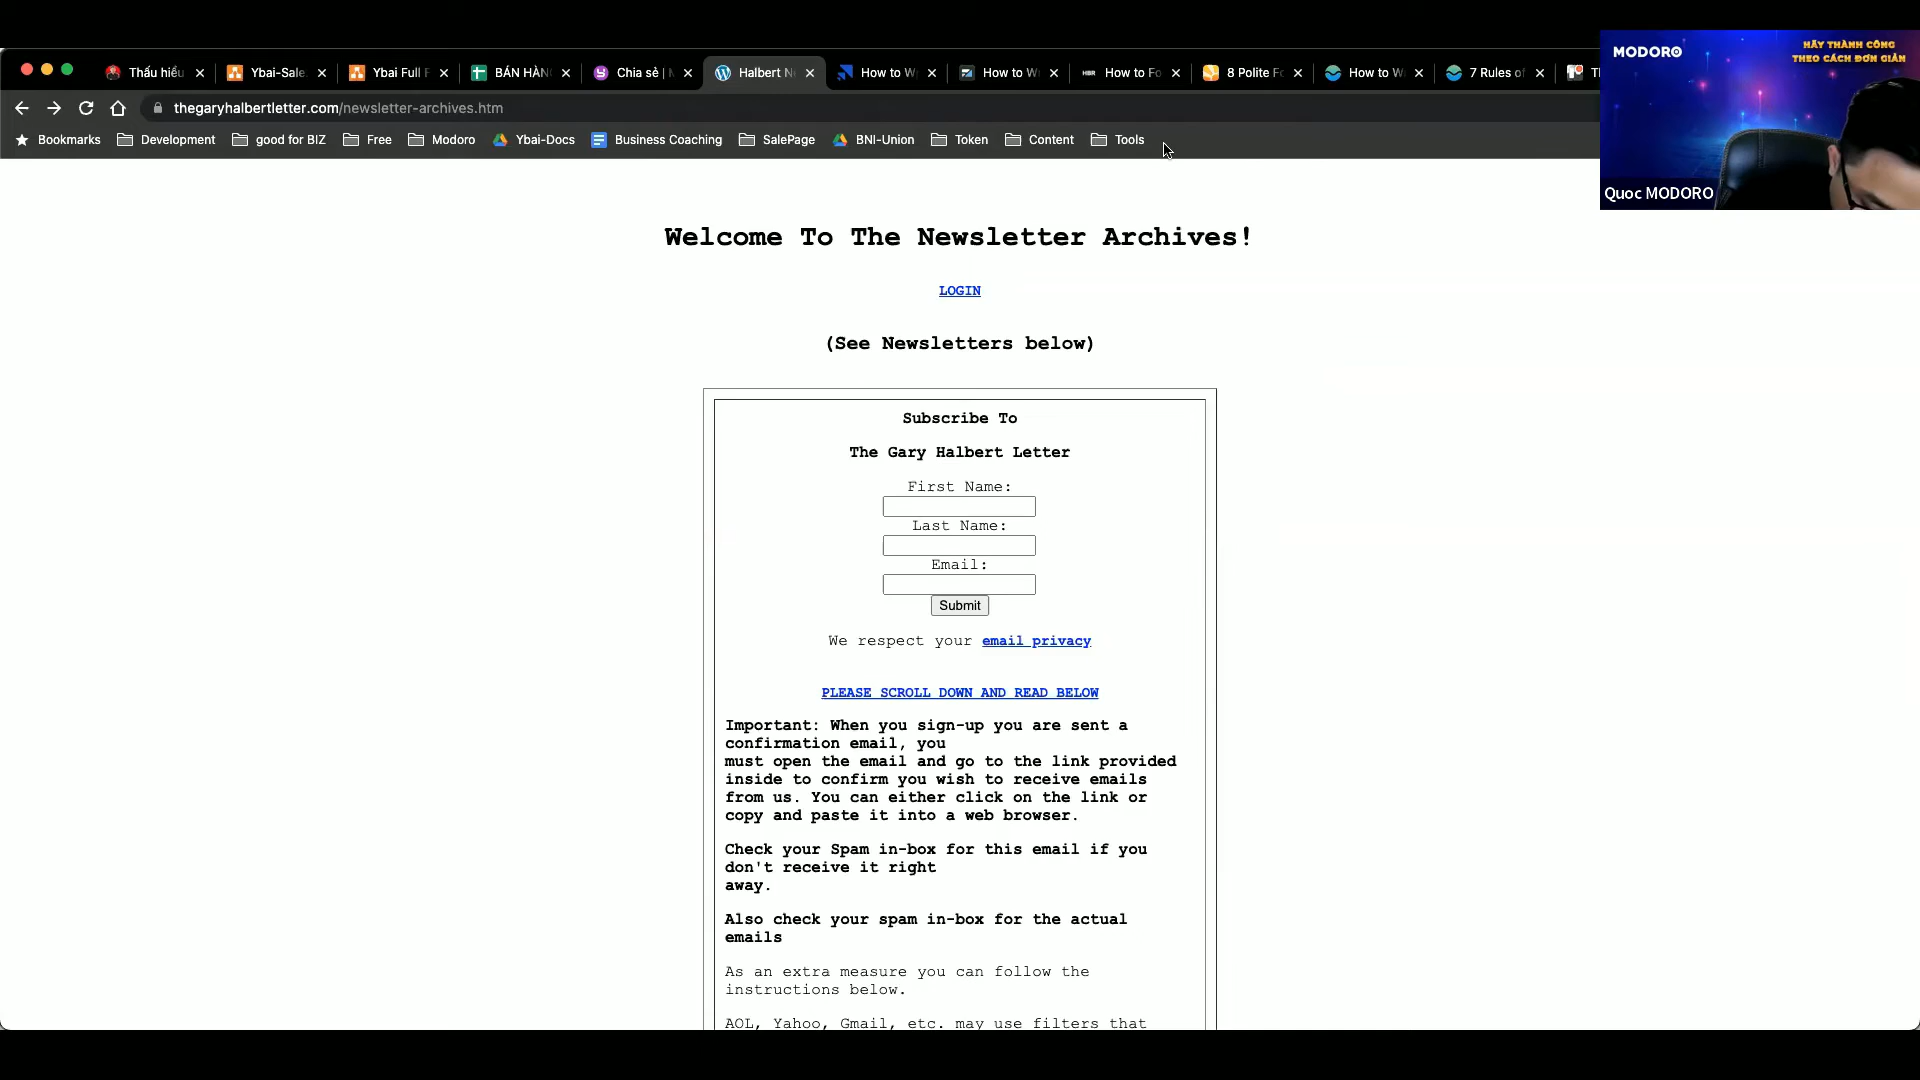 Thấu hiểu
Ybai-Sale
Ybai Full F
BÁN HÀN
Chia sẻ | M
Halbert N
How to W
How to W
HBR How to Fo
8 Polite Fo
How to W
7 Rules of
MODORO
HÃY THÀNH CÔNG
THEO CÁCH ĐƠN GIẢN
Quoc MODORO
thegaryhalbertletter.com/newsletter-archives.htm
Bookmarks Development good for BIZ Free Modoro Ybai-Docs Business Coaching SalePage BNI-Union Token Content Tools
Welcome To The Newsletter Archives!
LOGIN
(See Newsletters below)
Subscribe To
The Gary Halbert Letter
First Name:
Last Name:
Email:
Submit
We respect your email privacy
PLEASE SCROLL DOWN AND READ BELOW
Important: When you sign-up you are sent a
confirmation email, you
must open the email and go to the link provided
inside to confirm you wish to receive emails
from us. You can either click on the link or
copy and paste it into a web browser.
Check your Spam in-box for this email if you
don't receive it right
away.
Also check your spam in-box for the actual
emails
As an extra measure you can follow the
instructions below.
AOL, Yahoo, Gmail, etc. may use filters that